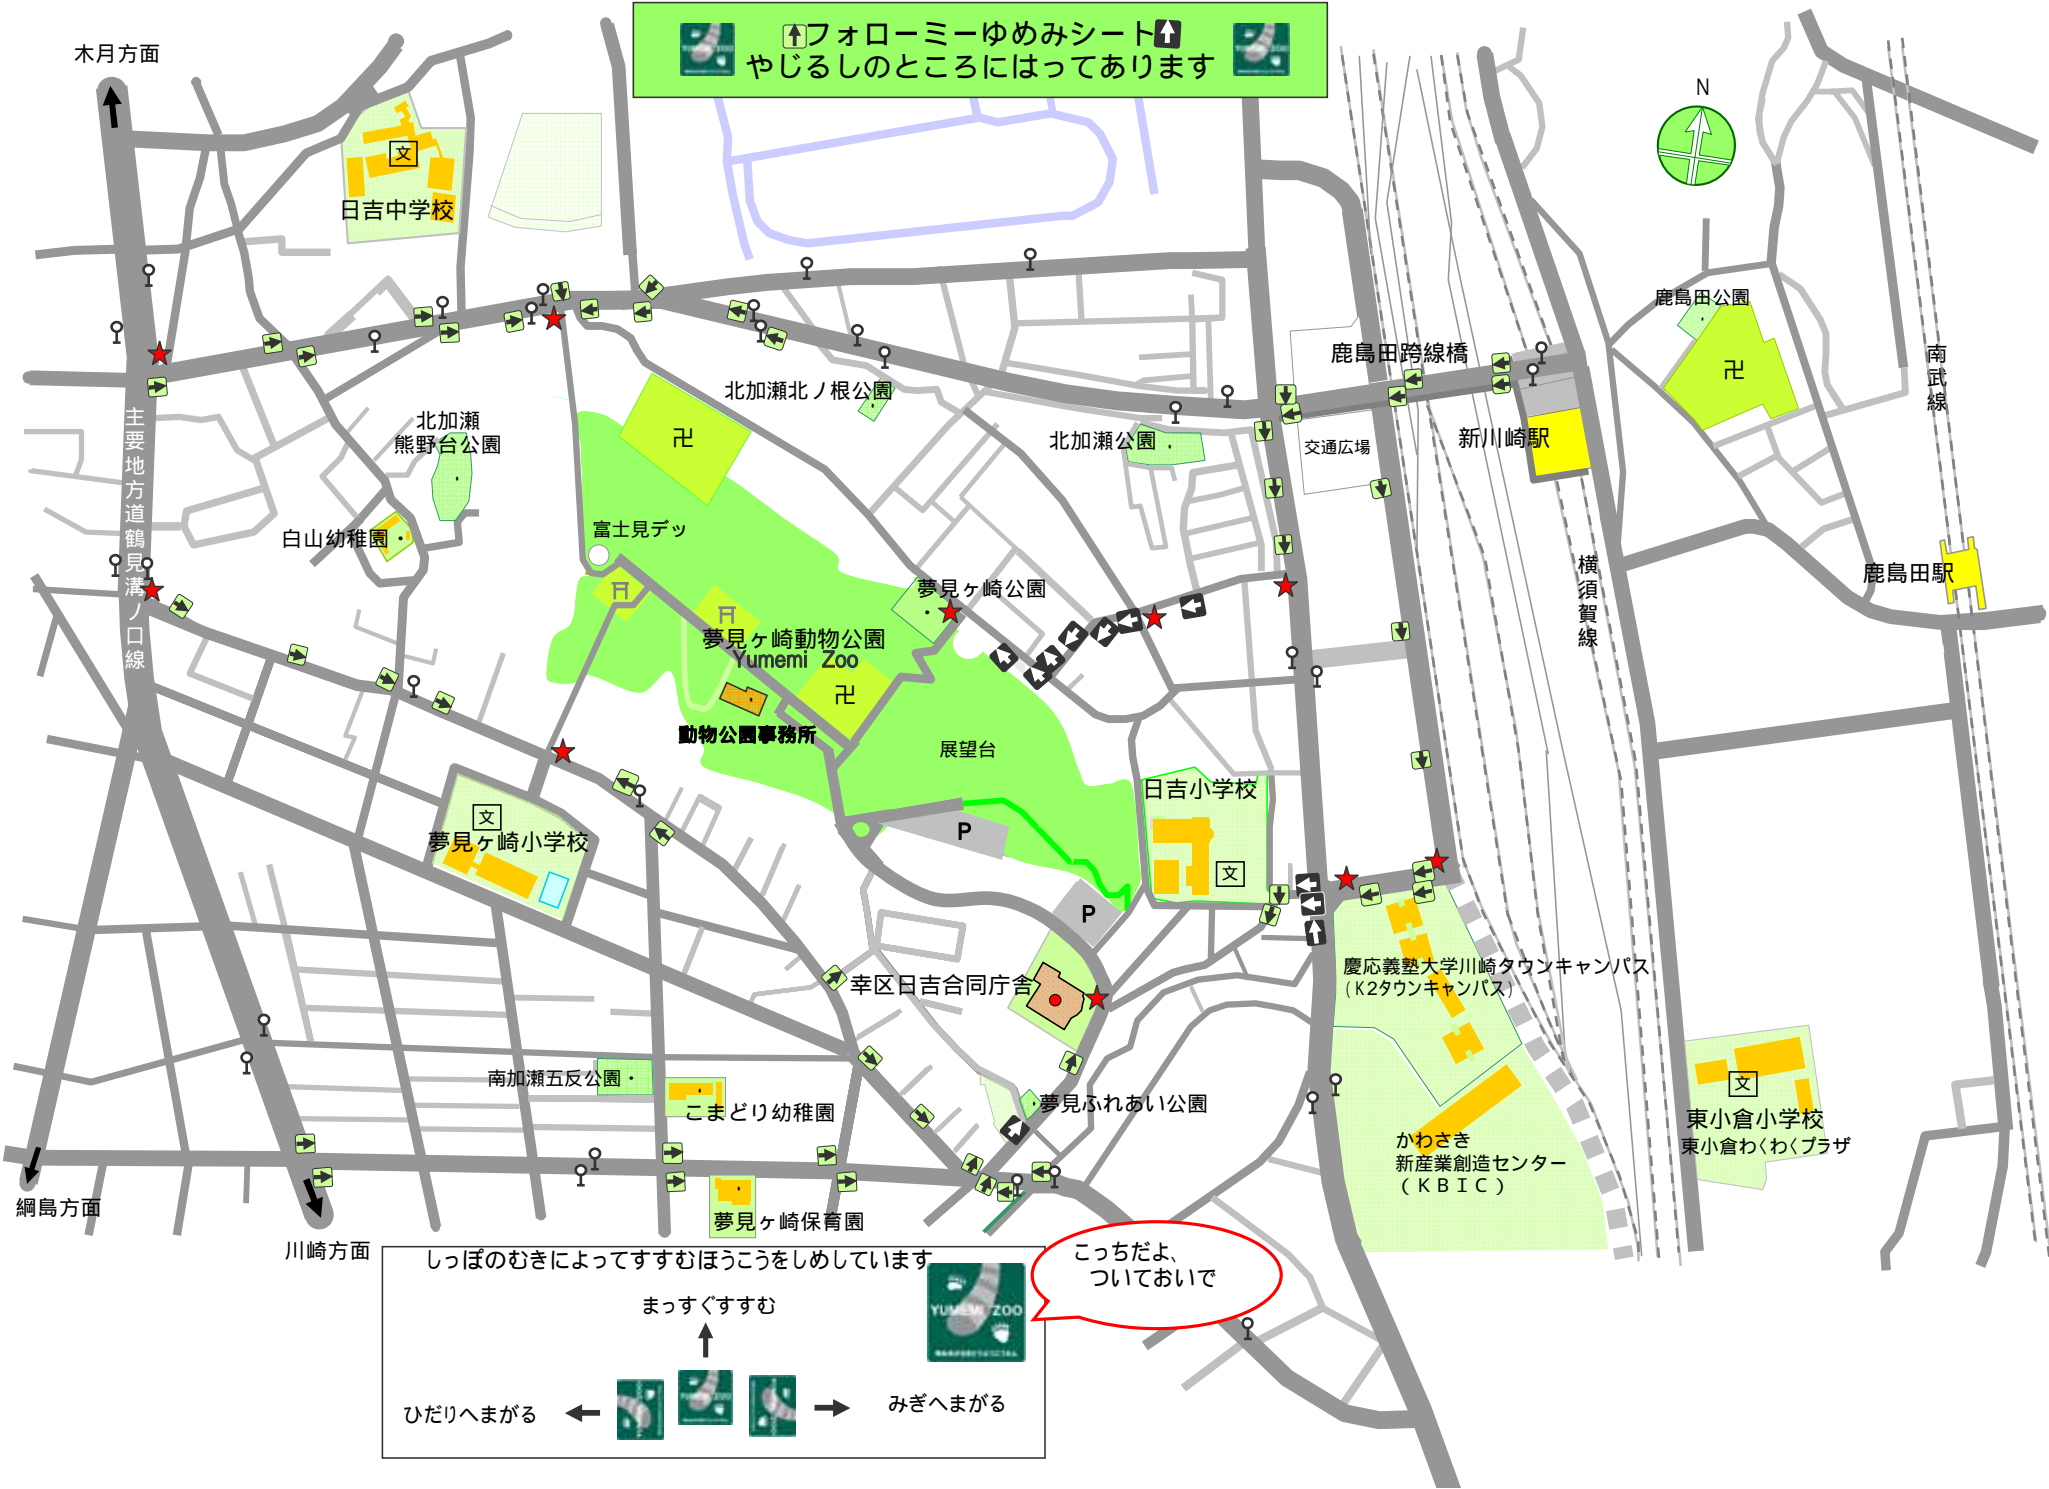 フォローミーゆめみシート
やじるしのところにはってあります
木月方面
N
日吉中学校
文
鹿島田公園
卍
南武線
鹿島田跨線橋
北加瀬北ノ根公園
北加瀬
熊野台公園
卍
北加瀬公園
交通広場
新川崎駅
主要地方道鶴見溝ノ口線
白山幼稚園
富士見デッ
夢見ヶ崎公園
横須賀線
鹿島田駅
夢見ヶ崎動物公園
Yumemi Zoo
卍
動物公園事務所
展望台
日吉小学校
文
夢見ヶ崎小学校
文
P
P
幸区日吉合同庁舎
慶応義塾大学川崎タウンキャンパス
(K2タウンキャンパス)
南加瀬五反公園
こまどり幼稚園
夢見ふれあい公園
文
東小倉小学校
東小倉わくわくプラザ
かわさき
新産業創造センター
(KBIC)
綱島方面
夢見ヶ崎保育園
川崎方面
しっぽのむきによってすすむほうこうをしめしています
こっちだよ、
ついておいで
YUMEMI ZOO
まっすぐすすむ
ひだりへまがる
みぎへまがる